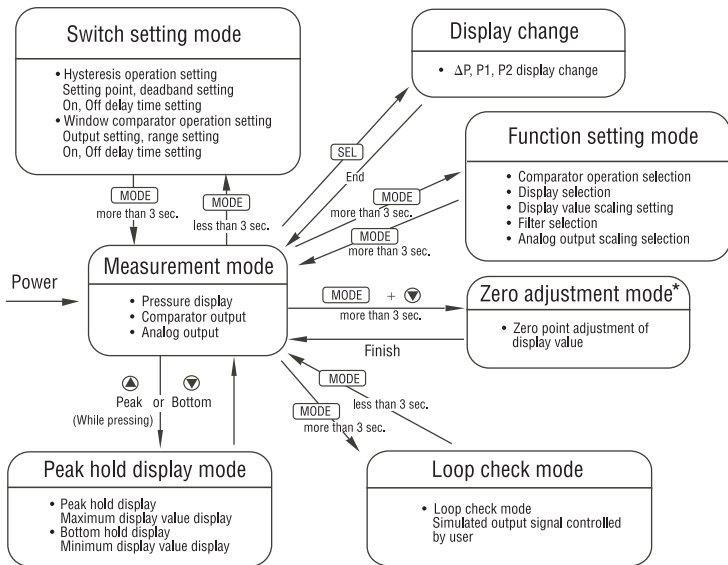 Switch setting mode
• Hysteresis operation setting
Setting point, deadband setting
On, Off delay time setting
• Window comparator operation setting
Output setting, range setting
On, Off delay time setting
Display change
• ΔP, P1, P2 display change
SEL
End
Function setting mode
• Comparator operation selection
• Display selection
• Display value scaling setting
• Filter selection
• Analog output scaling selection
MODE
more than 3 sec.
MODE
less than 3 sec.
MODE
more than 3 sec.
MODE
more than 3 sec.
Power
Measurement mode
• Pressure display
• Comparator output
• Analog output
MODE + ▼
more than 3 sec.
Finish
Zero adjustment mode*
• Zero point adjustment of
display value
▲ ▼
Peak or Bottom
(While pressing)
MODE
less than 3 sec.
MODE
more than 3 sec.
Peak hold display mode
• Peak hold display
Maximum display value display
• Bottom hold display
Minimum display value display
Loop check mode
• Loop check mode
Simulated output signal controlled
by user